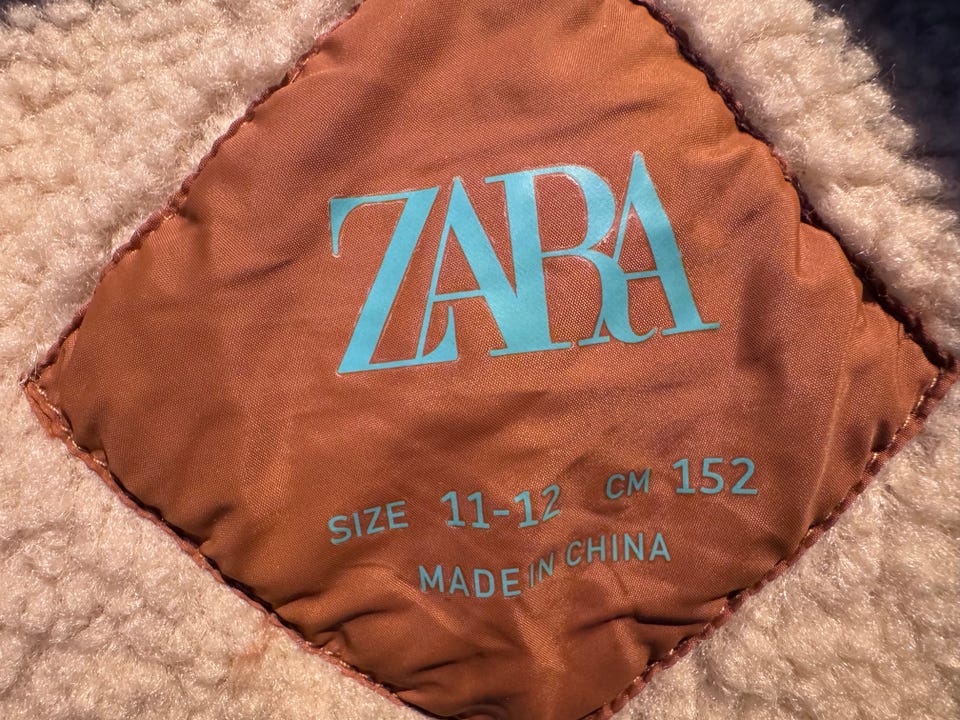 ZARA
SIZE 11-12 CM 152
MADE IN CHINA